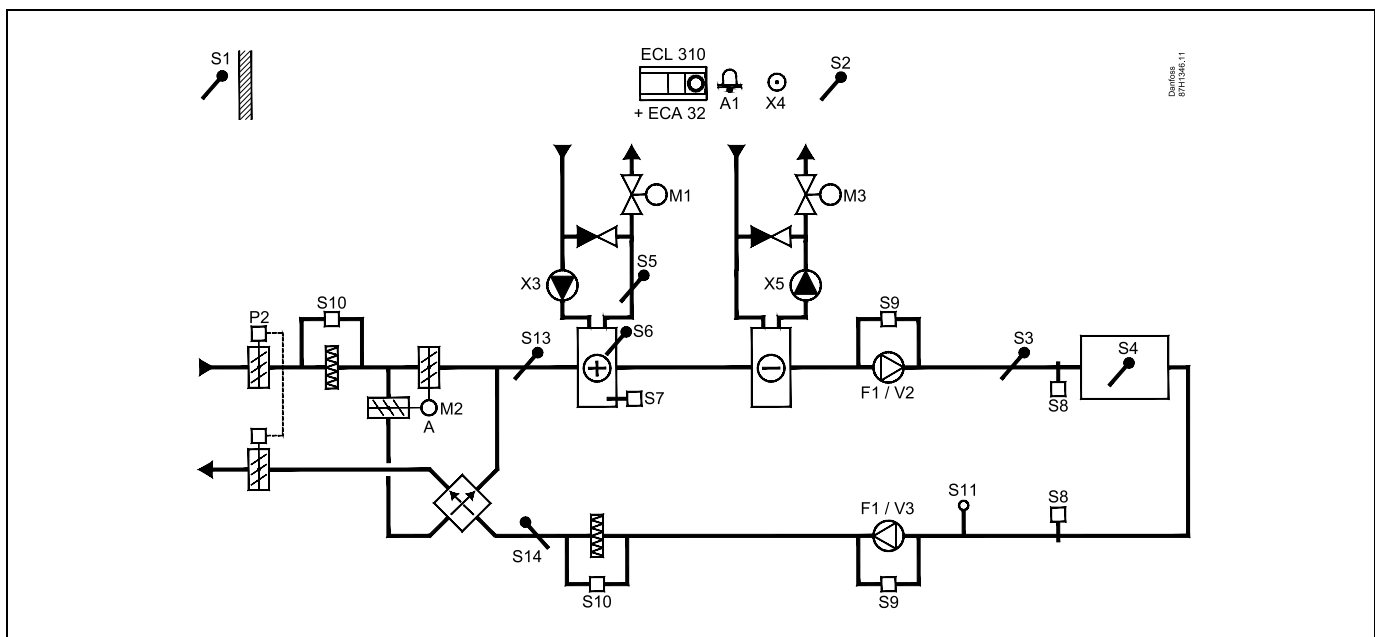 S1
ECL 310
A1
X4
S2
+ ECA 32
Danfoss
87H1346.11
M1
M3
S5
X3
X5
P2
S10
S13
S6
S9
S3
S4
S7
F1 / V2
S8
M2
A
S14
S10
F1 / V3
S11
S8
S9